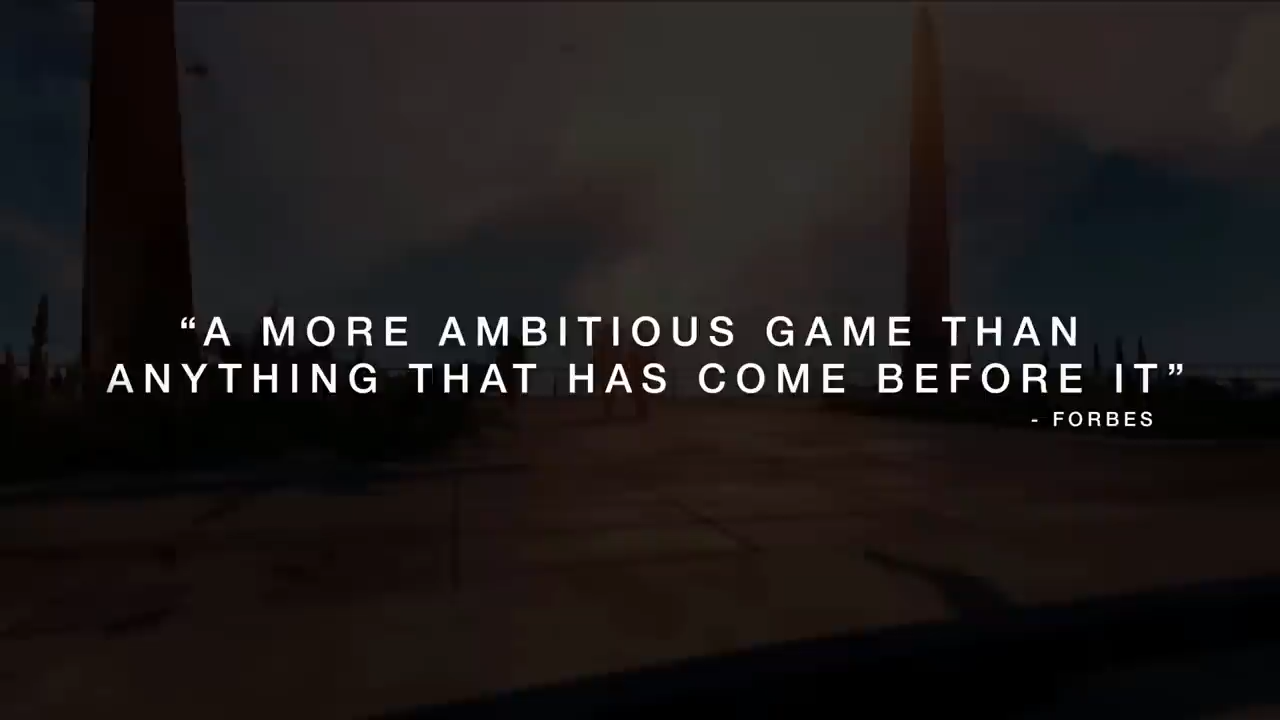 “A MORE AMBITIOUS GAME THAN
ANYTHING THAT HAS COME BEFORE IT”
- FORBES